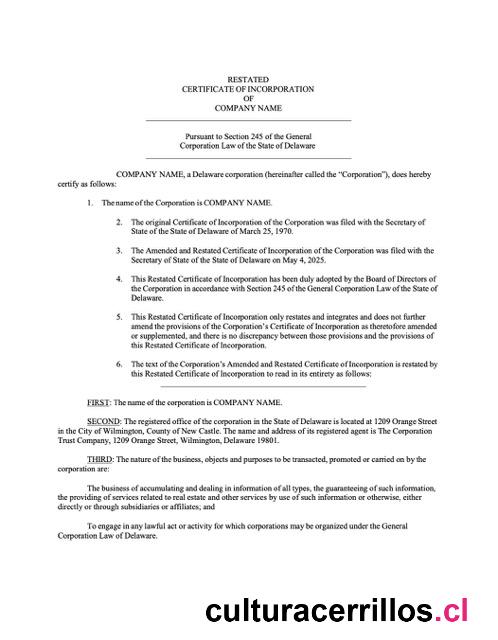 RESTATED
CERTIFICATE OF INCORPORATION
OF
COMPANY NAME
Pursuant to Section 245 of the General
Corporation Law of the State of Delaware
COMPANY NAME, a Delaware corporation (hereinafter called the “Corporation”), does hereby
certify as follows:
1. The name of the Corporation is COMPANY NAME.
2. The original Certificate of Incorporation of the Corporation was filed with the Secretary of
State of the State of Delaware of March 25, 1970.
3. The Amended and Restated Certificate of Incorporation of the Corporation was filed with the
Secretary of State of the State of Delaware on May 4, 2025.
4. This Restated Certificate of Incorporation has been duly adopted by the Board of Directors of
the Corporation in accordance with Section 245 of the General Corporation Law of the State of
Delaware.
5. This Restated Certificate of Incorporation only restates and integrates and does not further
amend the provisions of the Corporation’s Certificate of Incorporation as theretofore amended
or supplemented, and there is no discrepancy between those provisions and the provisions of
this Restated Certificate of Incorporation.
6. The text of the Corporation’s Amended and Restated Certificate of Incorporation is restated by
this Restated Certificate of Incorporation to read in its entirety as follows:
FIRST: The name of the corporation is COMPANY NAME.
SECOND: The registered office of the corporation in the State of Delaware is located at 1209 Orange Street
in the City of Wilmington, County of New Castle. The name and address of its registered agent is The Corporation
Trust Company, 1209 Orange Street, Wilmington, Delaware 19801.
THIRD: The nature of the business, objects and purposes to be transacted, promoted or carried on by the
corporation are:
The business of accumulating and dealing in information of all types, the guaranteeing of such information,
the providing of services related to real estate and other services by use of such information or otherwise, either
directly or through subsidiaries or affiliates; and
To engage in any lawful act or activity for which corporations may be organized under the General
Corporation Law of Delaware.
culturacerrillos.cl